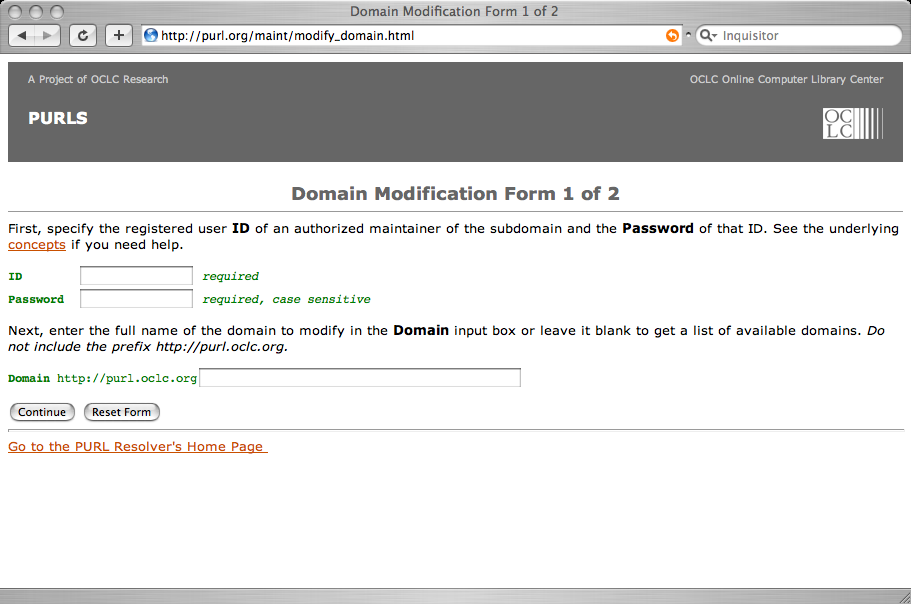 Domain Modification Form 1 of 2
http://purl.org/maint/modify_domain.html
Inquisitor
A Project of OCLC Research
OCLC Online Computer Library Center
PURLS
OC
LC
Domain Modification Form 1 of 2
First, specify the registered user ID of an authorized maintainer of the subdomain and the Password of that ID. See the underlying
concepts if you need help.
ID required
Password required, case sensitive
Next, enter the full name of the domain to modify in the Domain input box or leave it blank to get a list of available domains. Do
not include the prefix http://purl.oclc.org.
Domain http://purl.oclc.org
Continue Reset Form
Go to the PURL Resolver's Home Page